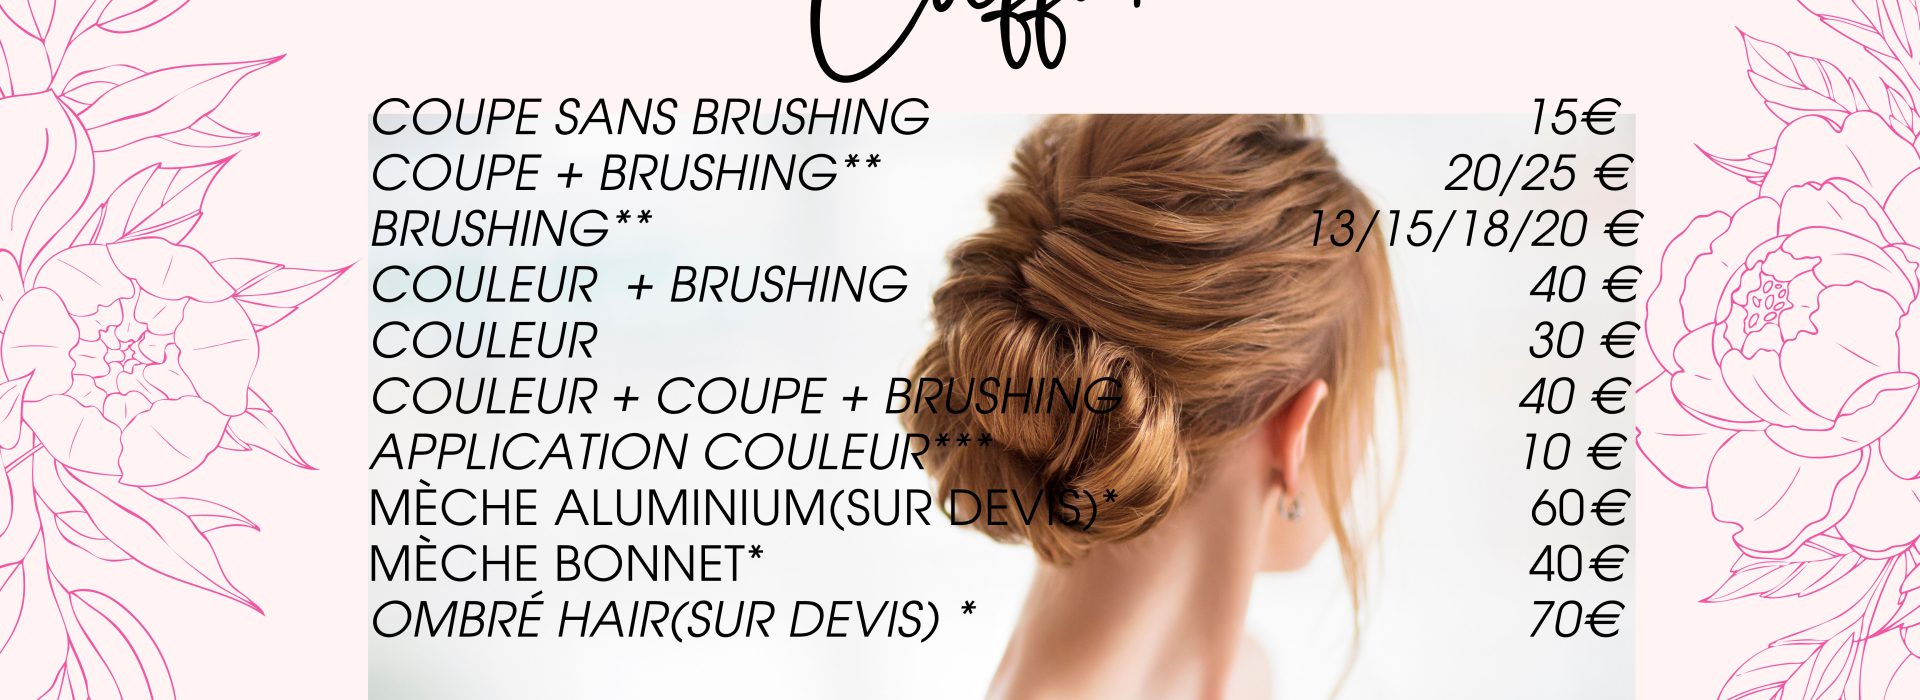 COUPE SANS BRUSHING 15€
COUPE + BRUSHING** 20/25 €
BRUSHING** 13/15/18/20 €
COULEUR + BRUSHING 40 €
COULEUR 30 €
COULEUR + COUPE + BRUSHING 40 €
APPLICATION COULEUR*** 10 €
MÈCHE ALUMINIUM(SUR DEVIS)* 60€
MÈCHE BONNET* 40€
OMBRÉ HAIR(SUR DEVIS) * 70€